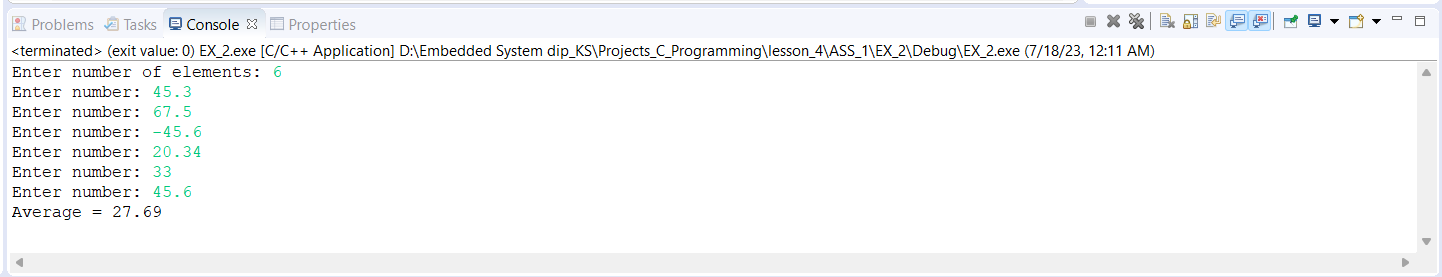 Problems Tasks Console Properties
<terminated> (exit value: 0) EX_2.exe [C/C++ Application] D:\Embedded System dip_KS\Projects_C_Programming\lesson_4\ASS_1\EX_2\Debug\EX_2.exe (7/18/23, 12:11 AM)
Enter number of elements: 6
Enter number: 45.3
Enter number: 67.5
Enter number: -45.6
Enter number: 20.34
Enter number: 33
Enter number: 45.6
Average = 27.69